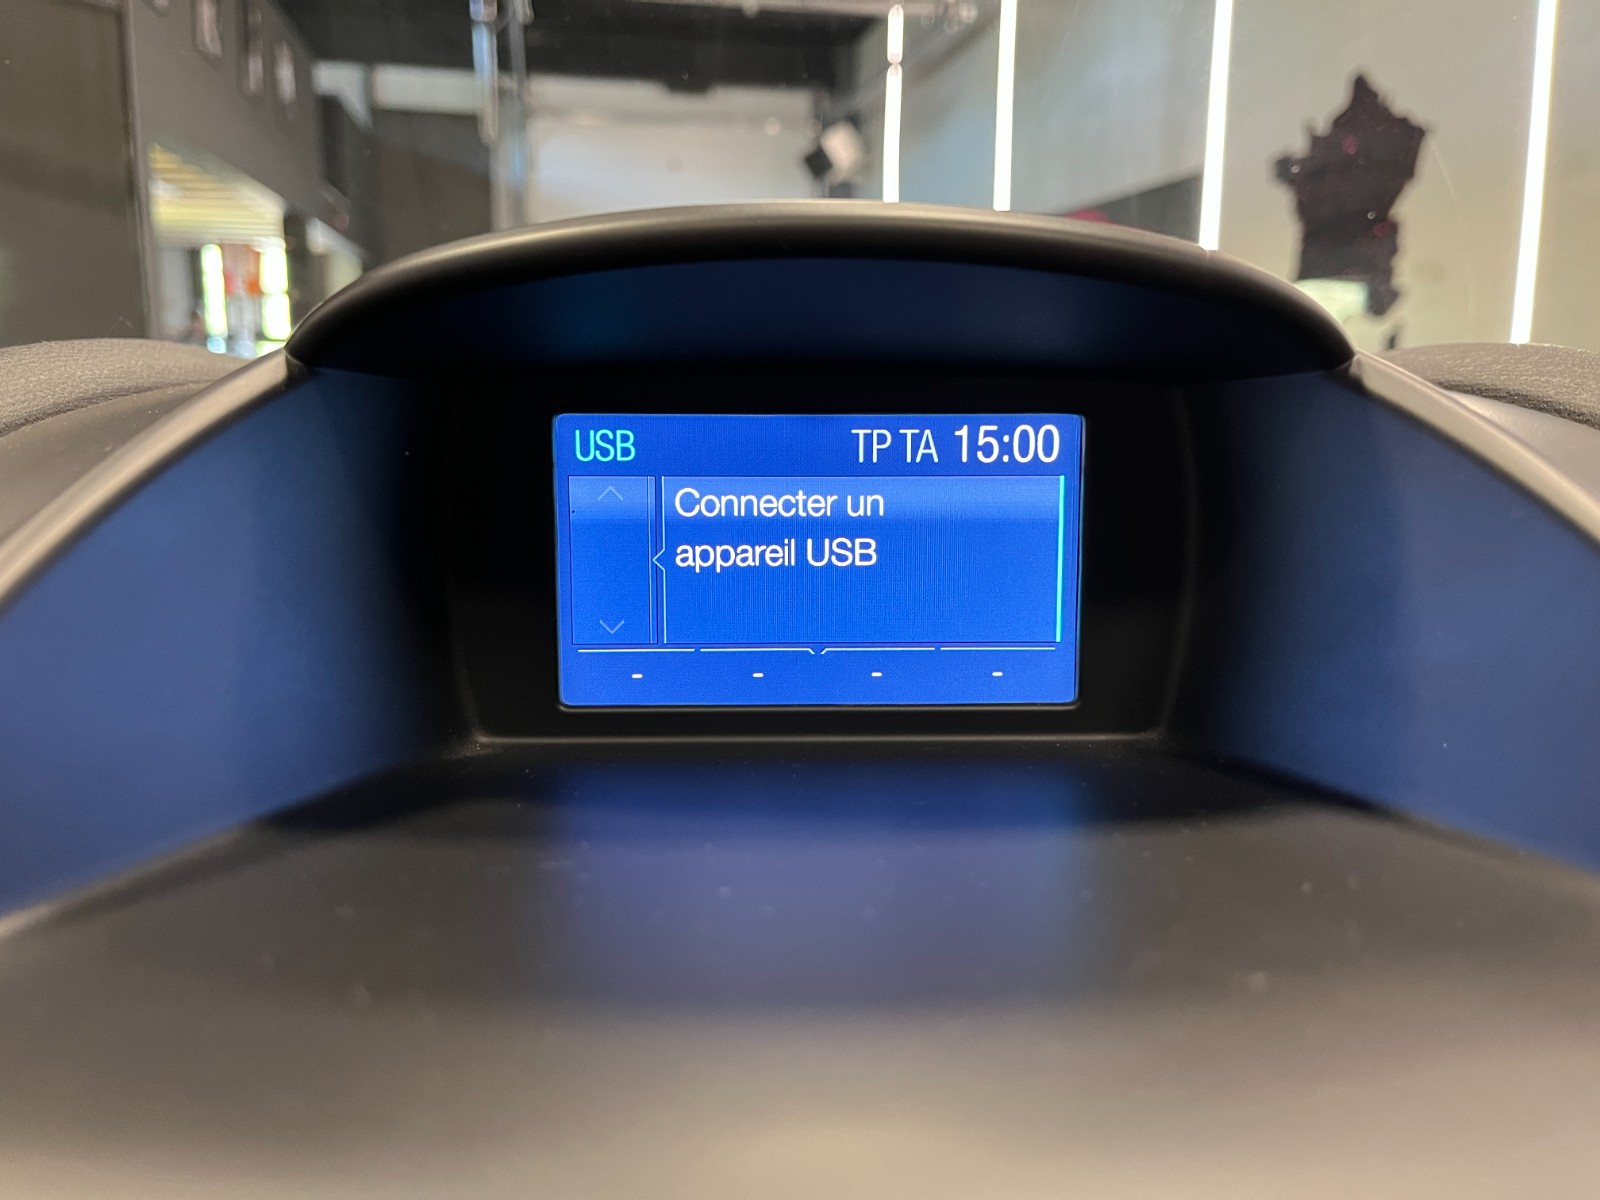 USB TP TA 15:00
Connecter un
appareil USB
- - - -